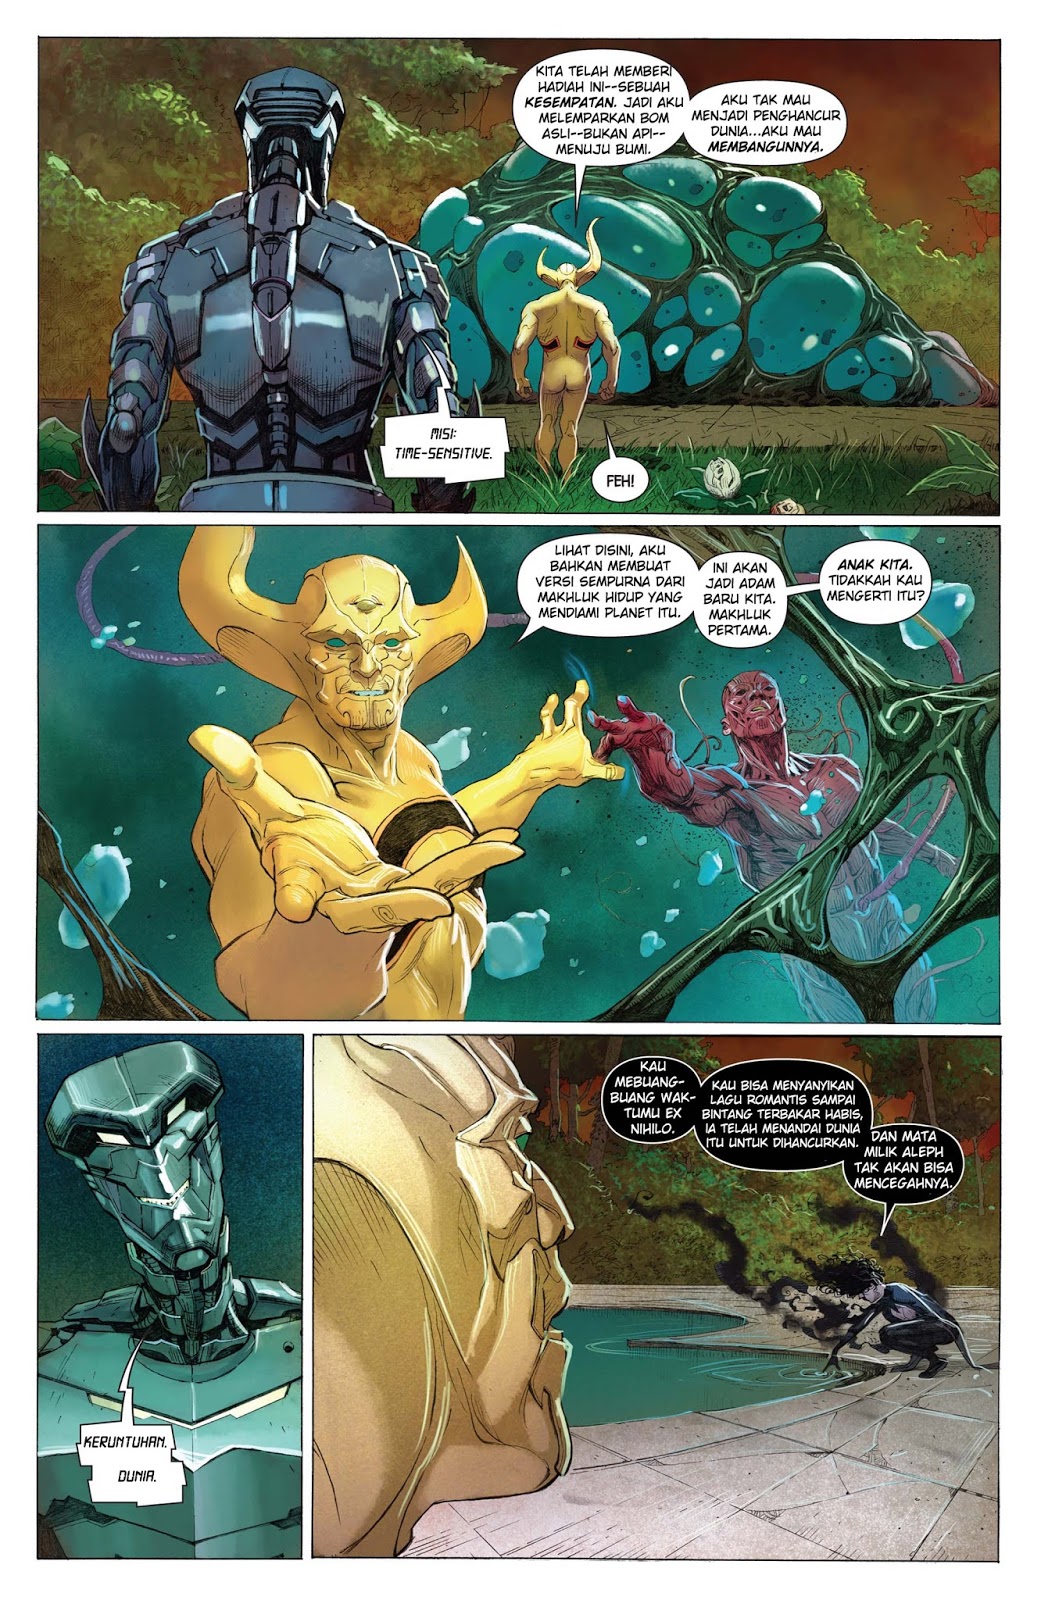 KITA TELAH MEMBERI
HADIAH INI--SEBUAH
KESEMPATAN. JADI AKU
MELEMPARKAN BOM
ASLI--BUKAN API--
MENUJU BUMI.
AKU TAK MAU
MENJADI PENGHANCUR
DUNIA...AKU MAU
MEMBANGUNNYA.
MISI:
TIME-SENSITIVE.
FEH!
LIHAT DISINI, AKU
BAHKAN MEMBUAT
VERSI SEMPURNA DARI
MAKHLUK HIDUP YANG
MENDIAMI PLANET ITU.
INI AKAN
JADI ADAM
BARU KITA.
MAKHLUK
PERTAMA.
ANAK KITA.
TIDAKKAH KAU
MENGERTI ITU?
KERUNTUHAN.
DUNIA.
KAU
MEBUANG-
BUANG WAK-
TUMU EX
NIHILO.
KAU BISA MENYANYIKAN
LAGU ROMANTIS SAMPAI
BINTANG TERBAKAR HABIS,
IA TELAH MENANDAI DUNIA
ITU UNTUK DIHANCURKAN.
DAN MATA
MILIK ALEPH
TAK AKAN BISA
MENCEGAHNYA.